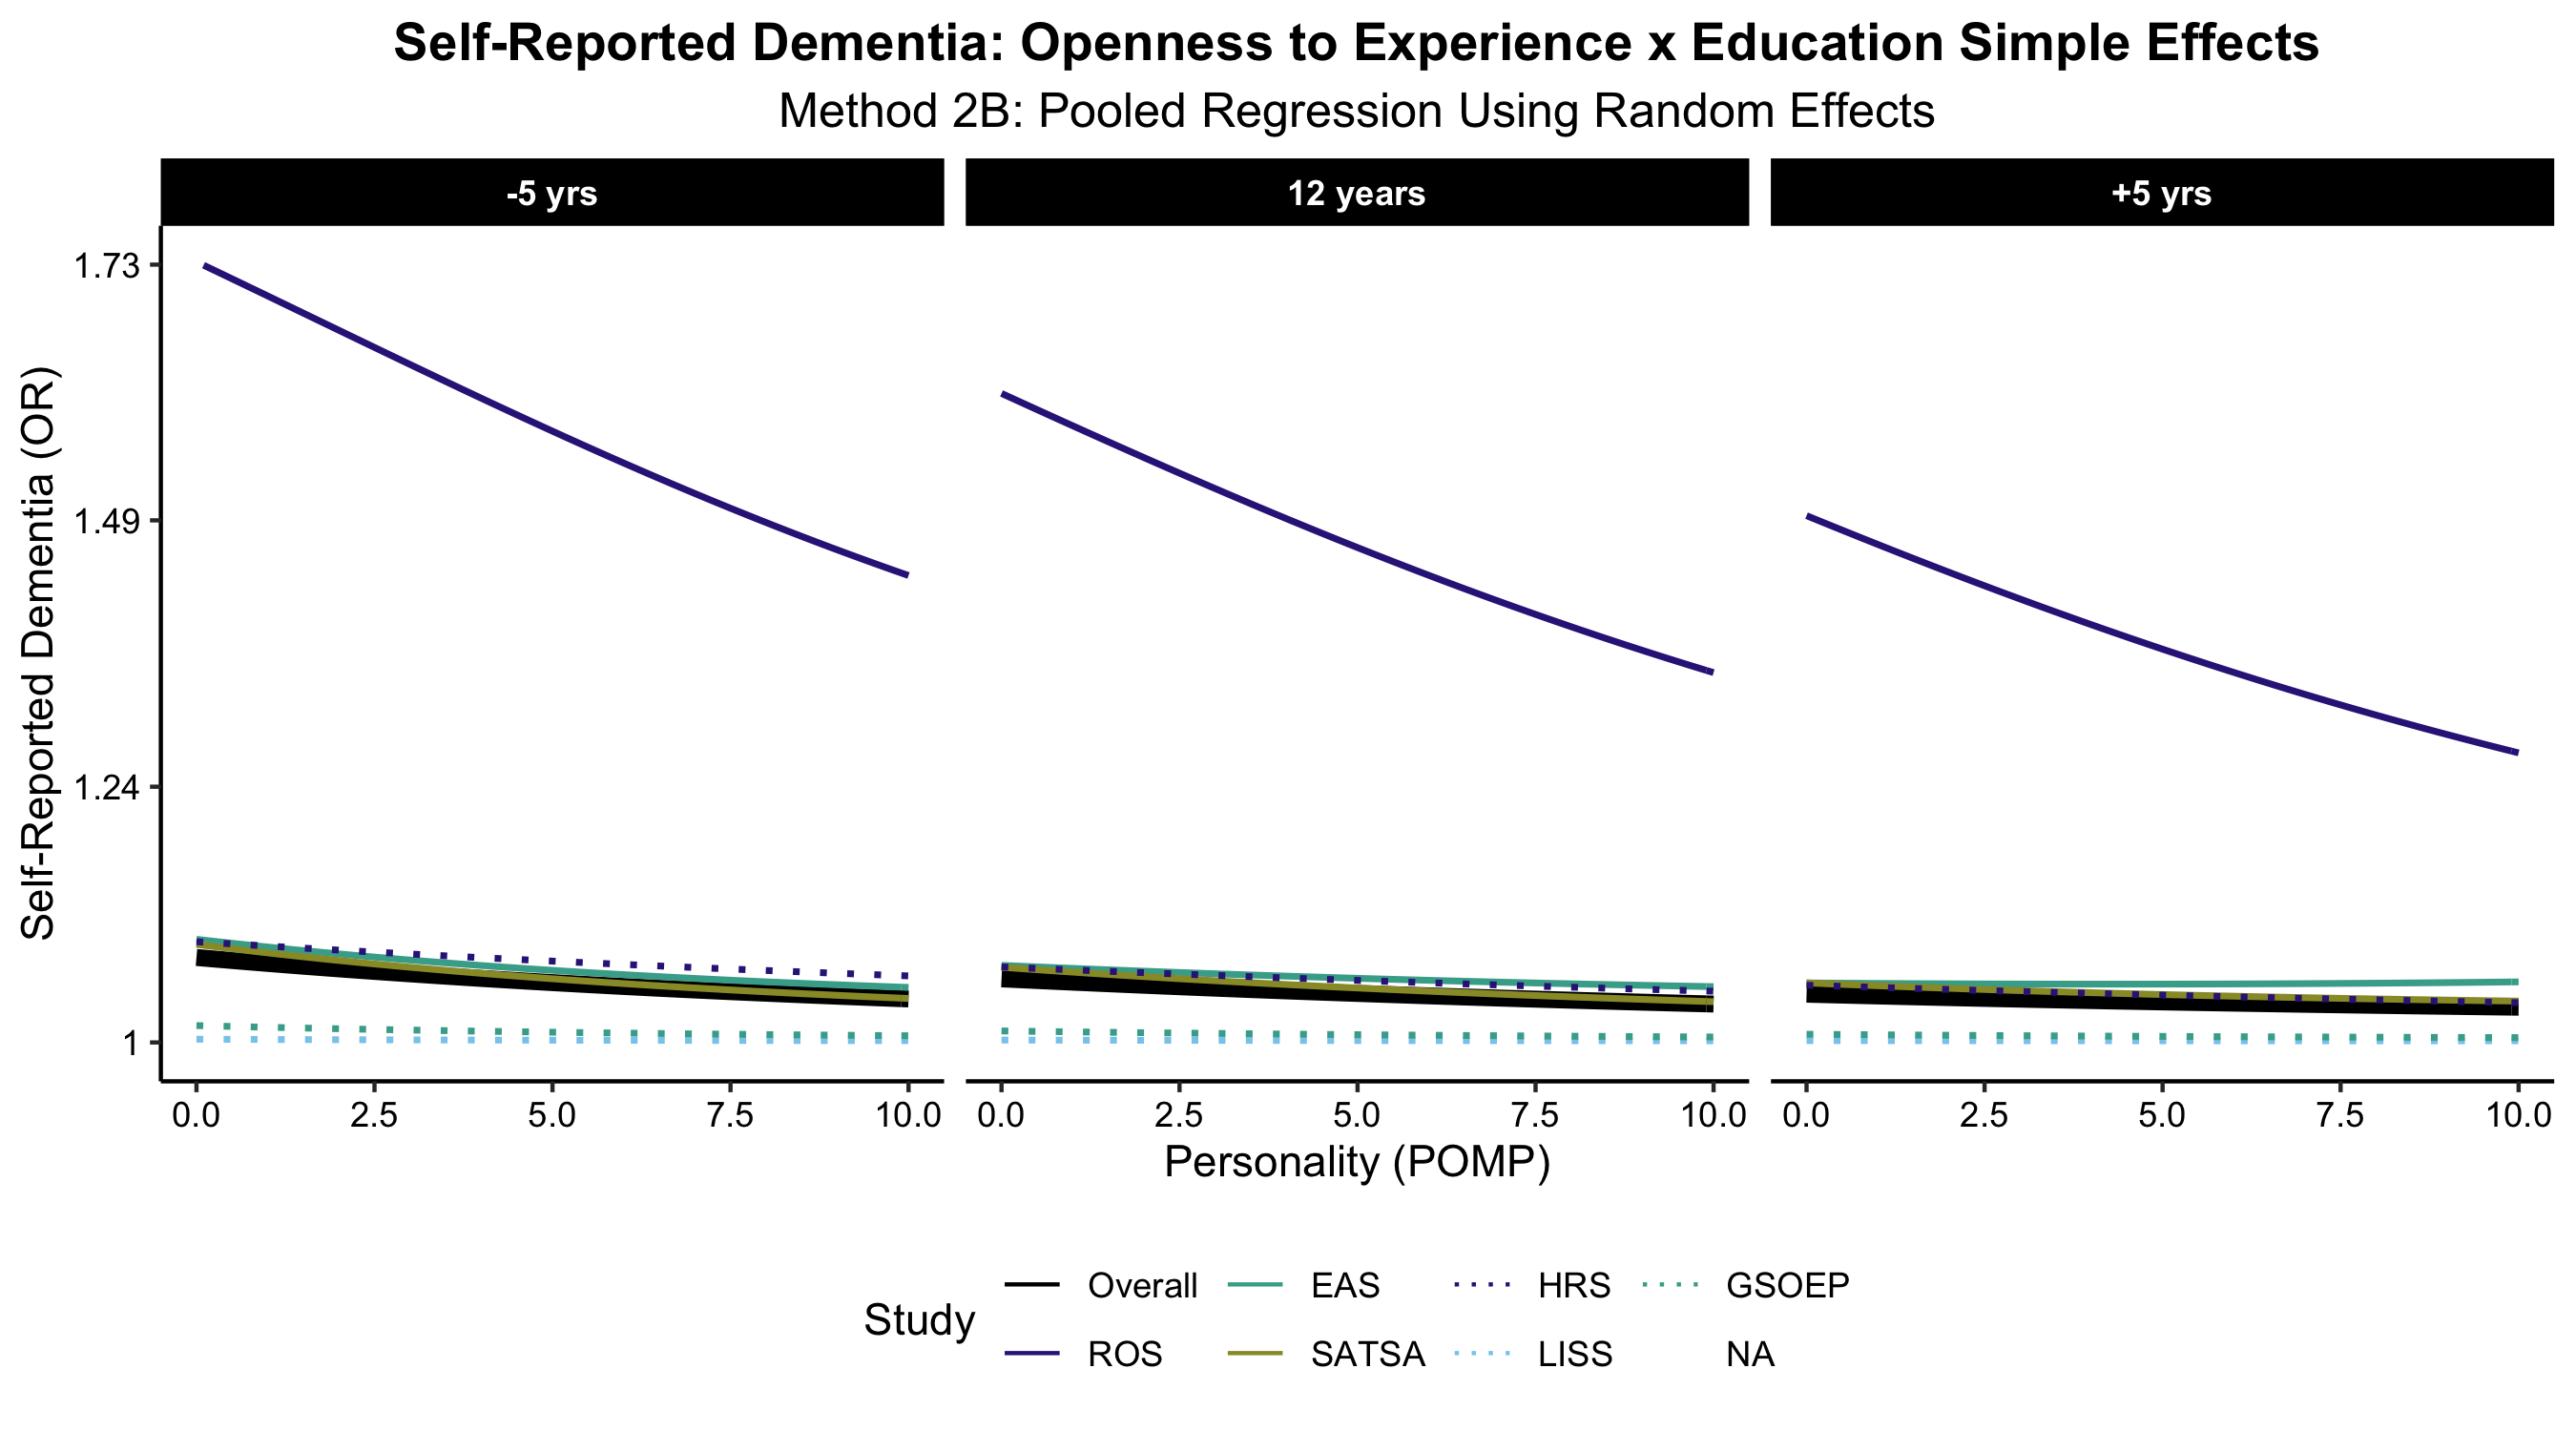 Self-Reported Dementia: Openness to Experience x Education Simple Effects
Method 2B: Pooled Regression Using Random Effects
-5 yrs
12 years
+5 yrs
Self-Reported Dementia (OR)
1.73
1.49
1.24
1
0.0 2.5 5.0 7.5 10.0
0.0 2.5 5.0 7.5 10.0
0.0 2.5 5.0 7.5 10.0
Personality (POMP)
Study
Overall EAS HRS GSOEP
ROS SATSA LISS NA